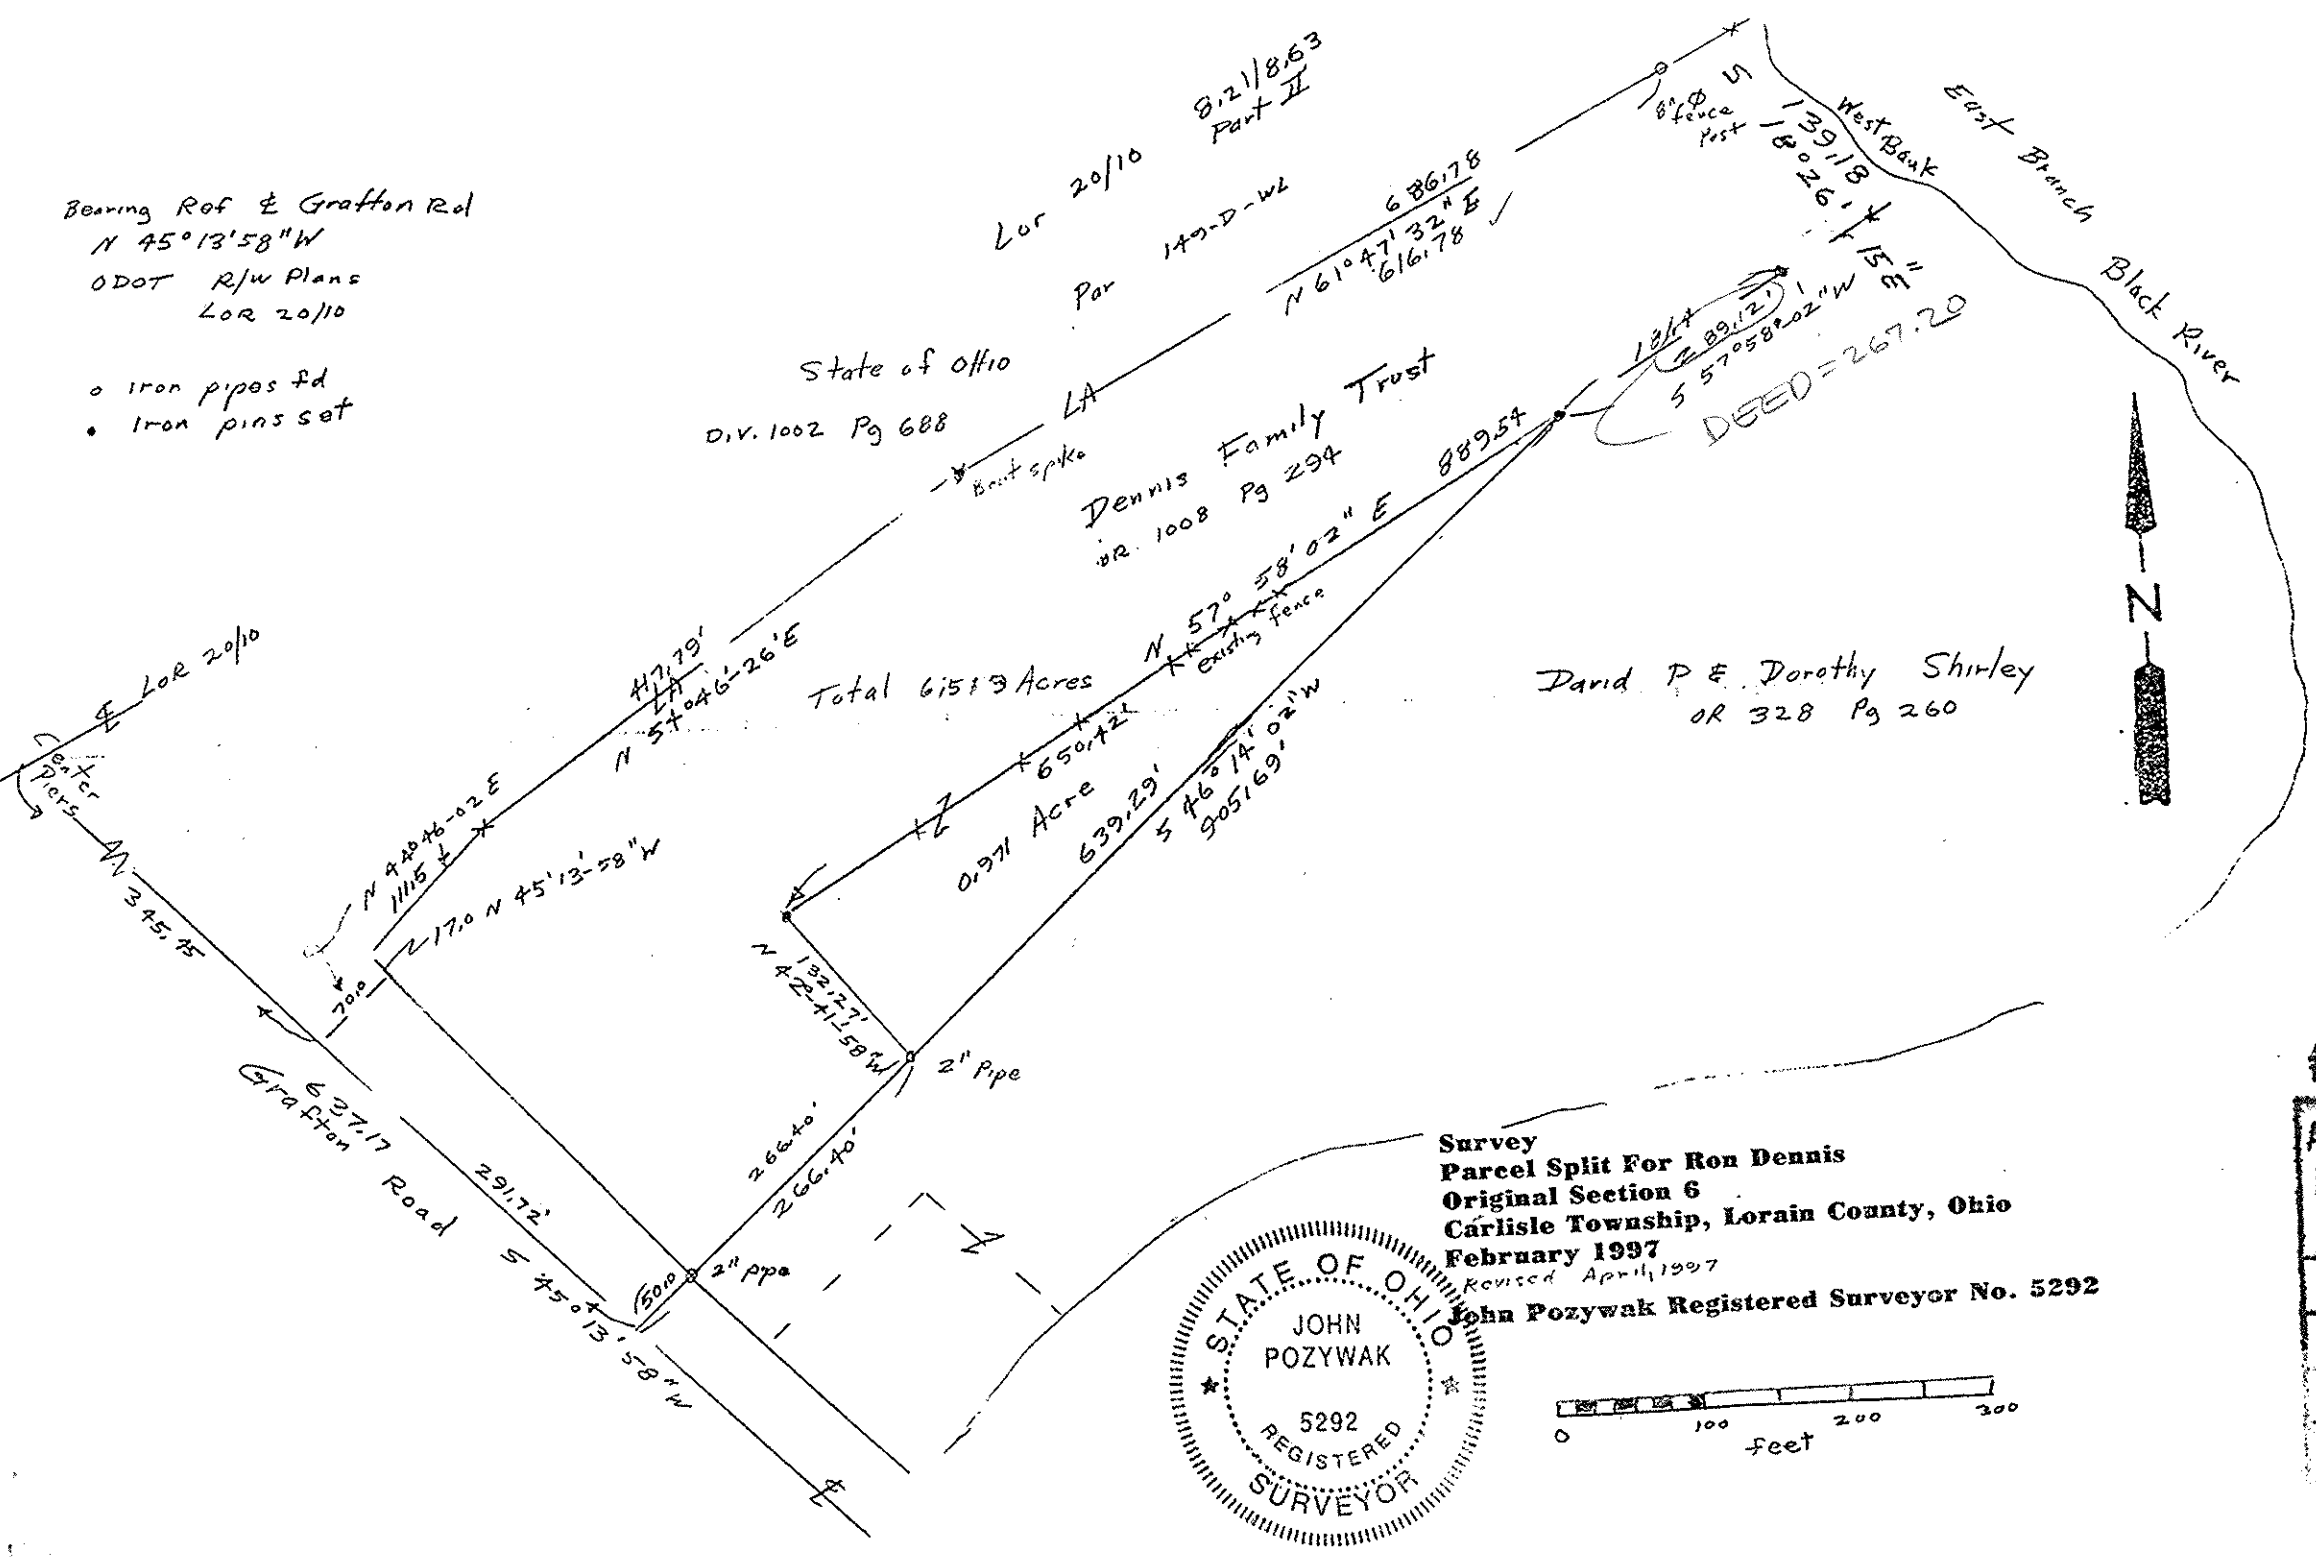 Bearing Ref ℄ Grafton Rd
N 45°13'58"W
ODOT R/W Plans
LOR 20/10
o Iron pipes fd
• Iron pins set
Lor 20/10 8.21/8.63
Part II
Par 149-D-WL
State of Ohio
O.V. 1002 Pg 688
LA
Bent spike
686.78
N 61°47'32" E
616.78 ✓
8"Φ
fence
Post
S 18°26'15" E
139.18' ±
West Bank
East Branch
Black River
239.12'
S 57°58'-02"W
DEED=267.20
Dennis Family Trust
OR. 1008 Pg 294
889.54
N 57° 58' 02" E
existing fence
650.42'
Total 6.519 Acres
417.79'
LA
N 54°46'-26'E
℄ LOR 20/10
Center
Piers
345.45
N 44°46-02 E
111.5 ±
17.0 N 45'13'-58"W
70.0
0.971 Acre
639.29'
S 46° 14' 02"W
905.69'
David P & Dorothy Shirley
OR 328 Pg 260
N
132.27'
N 42°-41'-58"W
2" Pipe
266.40'
266.40'
637.17
Grafton Road
291.72'
S 45°13'58"W
50.0
2" pipe
℄
Survey
Parcel Split For Ron Dennis
Original Section 6
Carlisle Township, Lorain County, Ohio
February 1997
Revised April, 1997
John Pozywak Registered Surveyor No. 5292
STATE OF OHIO
JOHN
POZYWAK
5292
REGISTERED
SURVEYOR
0 100 200 300
feet